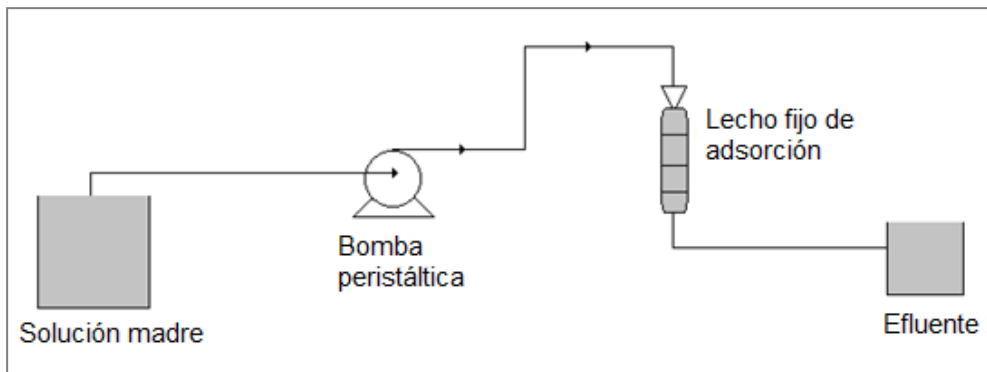 Solución madre
Bomba
peristáltica
Lecho fijo de
adsorción
Efluente